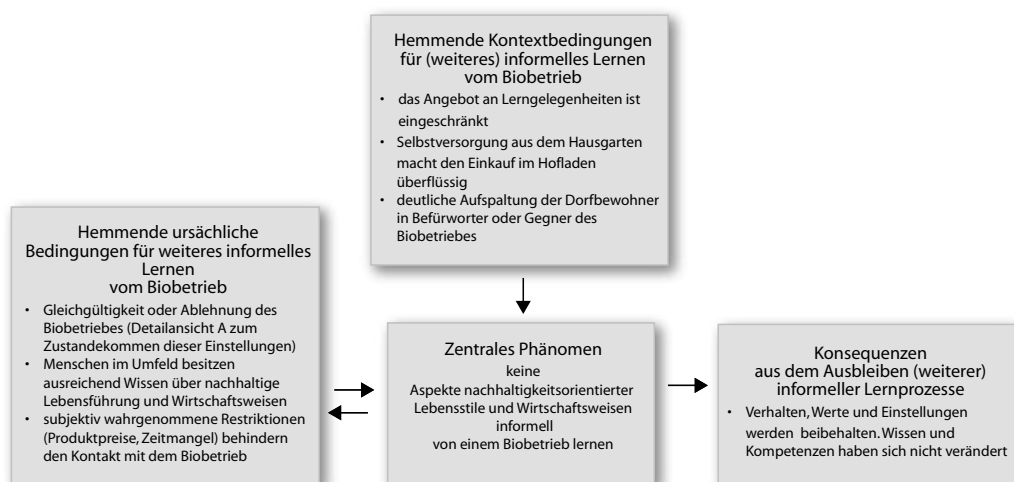 Hemmende Kontextbedingungen
für (weiteres) informelles Lernen
vom Biobetrieb
• das Angebot an Lerngelegenheiten ist
eingeschränkt
• Selbstversorgung aus dem Hausgarten
macht den Einkauf im Hofladen
überflüssig
• deutliche Aufspaltung der Dorfbewohner
in Befürworter oder Gegner des
Biobetriebes
Hemmende ursächliche
Bedingungen für weiteres informelles
Lernen
vom Biobetrieb
• Gleichgültigkeit oder Ablehnung des
Biobetriebes (Detailansicht A zum
Zustandekommen dieser Einstellungen)
• Menschen im Umfeld besitzen
ausreichend Wissen über nachhaltige
Lebensführung und Wirtschaftsweisen
• subjektiv wahrgenommene Restriktionen
(Produktpreise, Zeitmangel) behindern
den Kontakt mit dem Biobetrieb
Zentrales Phänomen
keine
Aspekte nachhaltigkeitsorientierter
Lebensstile und Wirtschaftsweisen
informell
von einem Biobetrieb lernen
Konsequenzen
aus dem Ausbleiben (weiterer)
informeller Lernprozesse
• Verhalten, Werte und Einstellungen
werden beibehalten. Wissen und
Kompetenzen haben sich nicht verändert